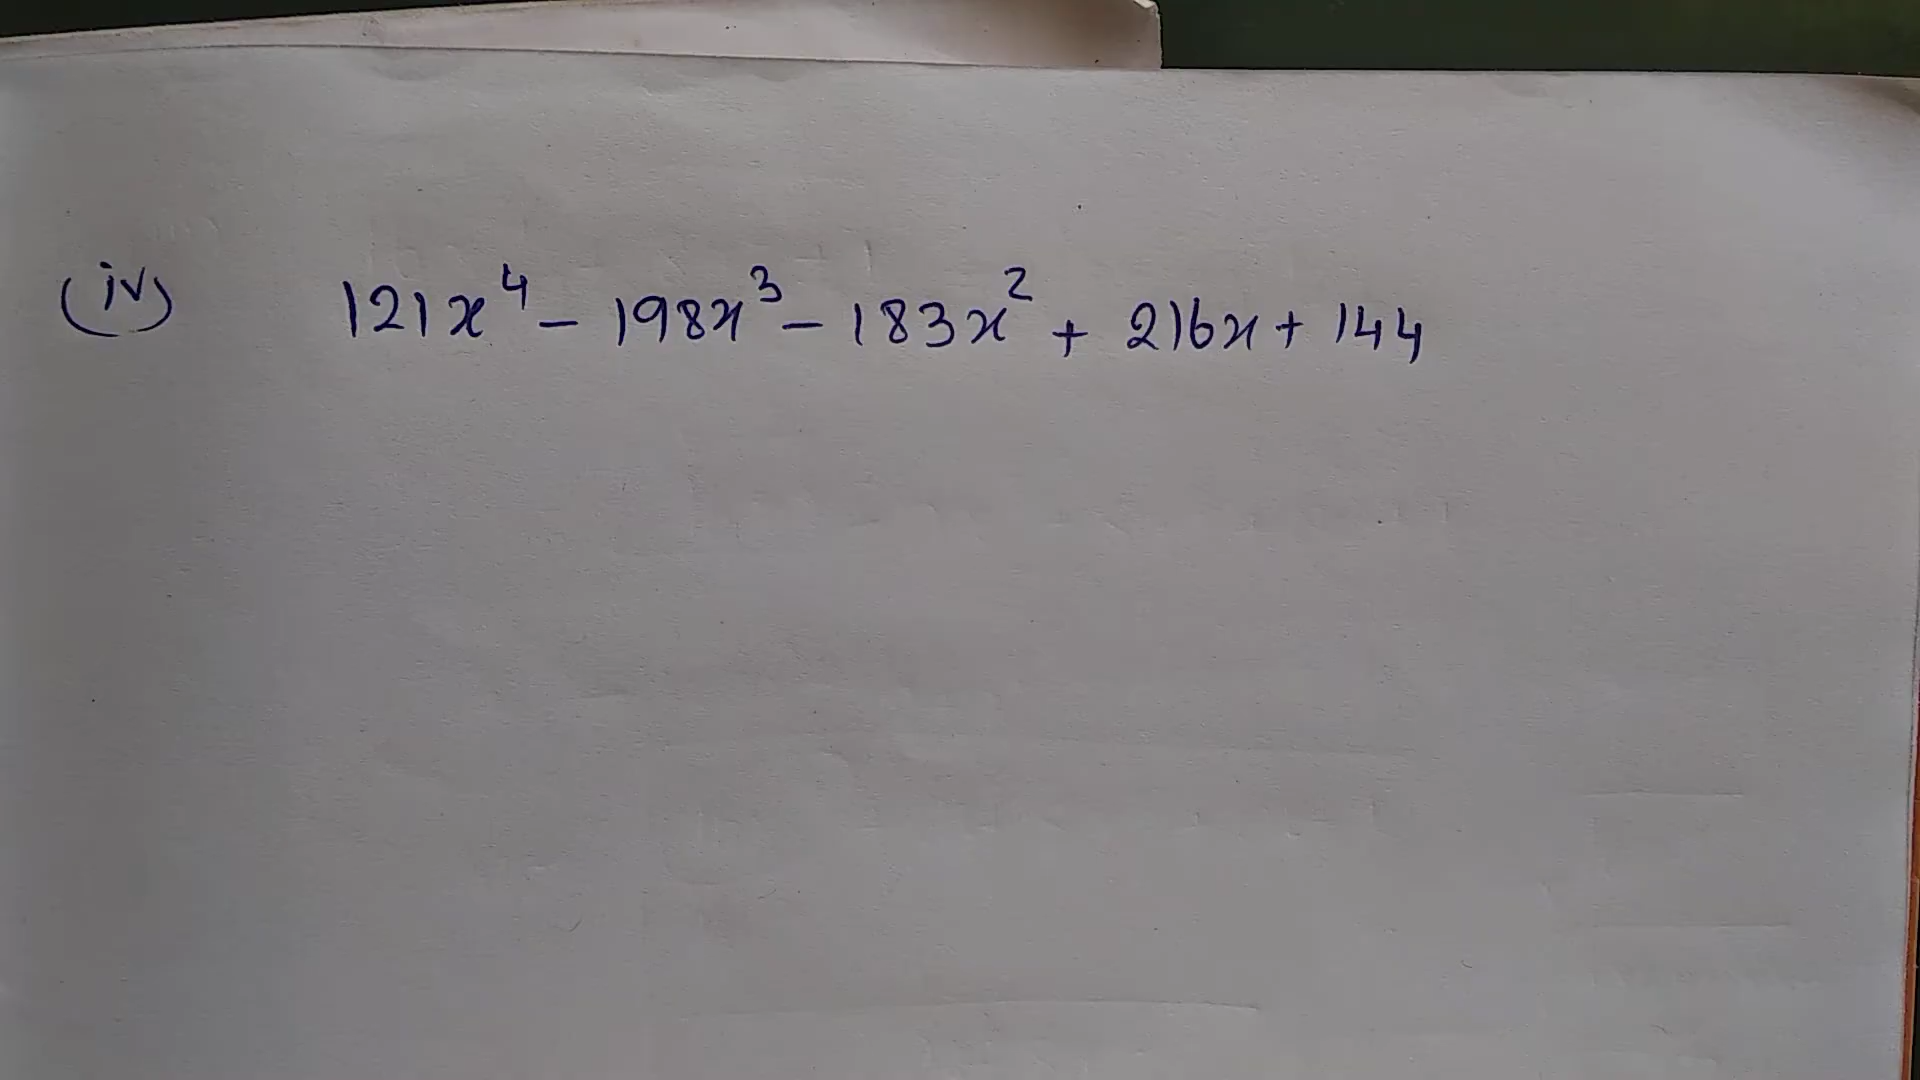 (iv) 121x⁴ - 198x³ - 183x² + 216x + 144